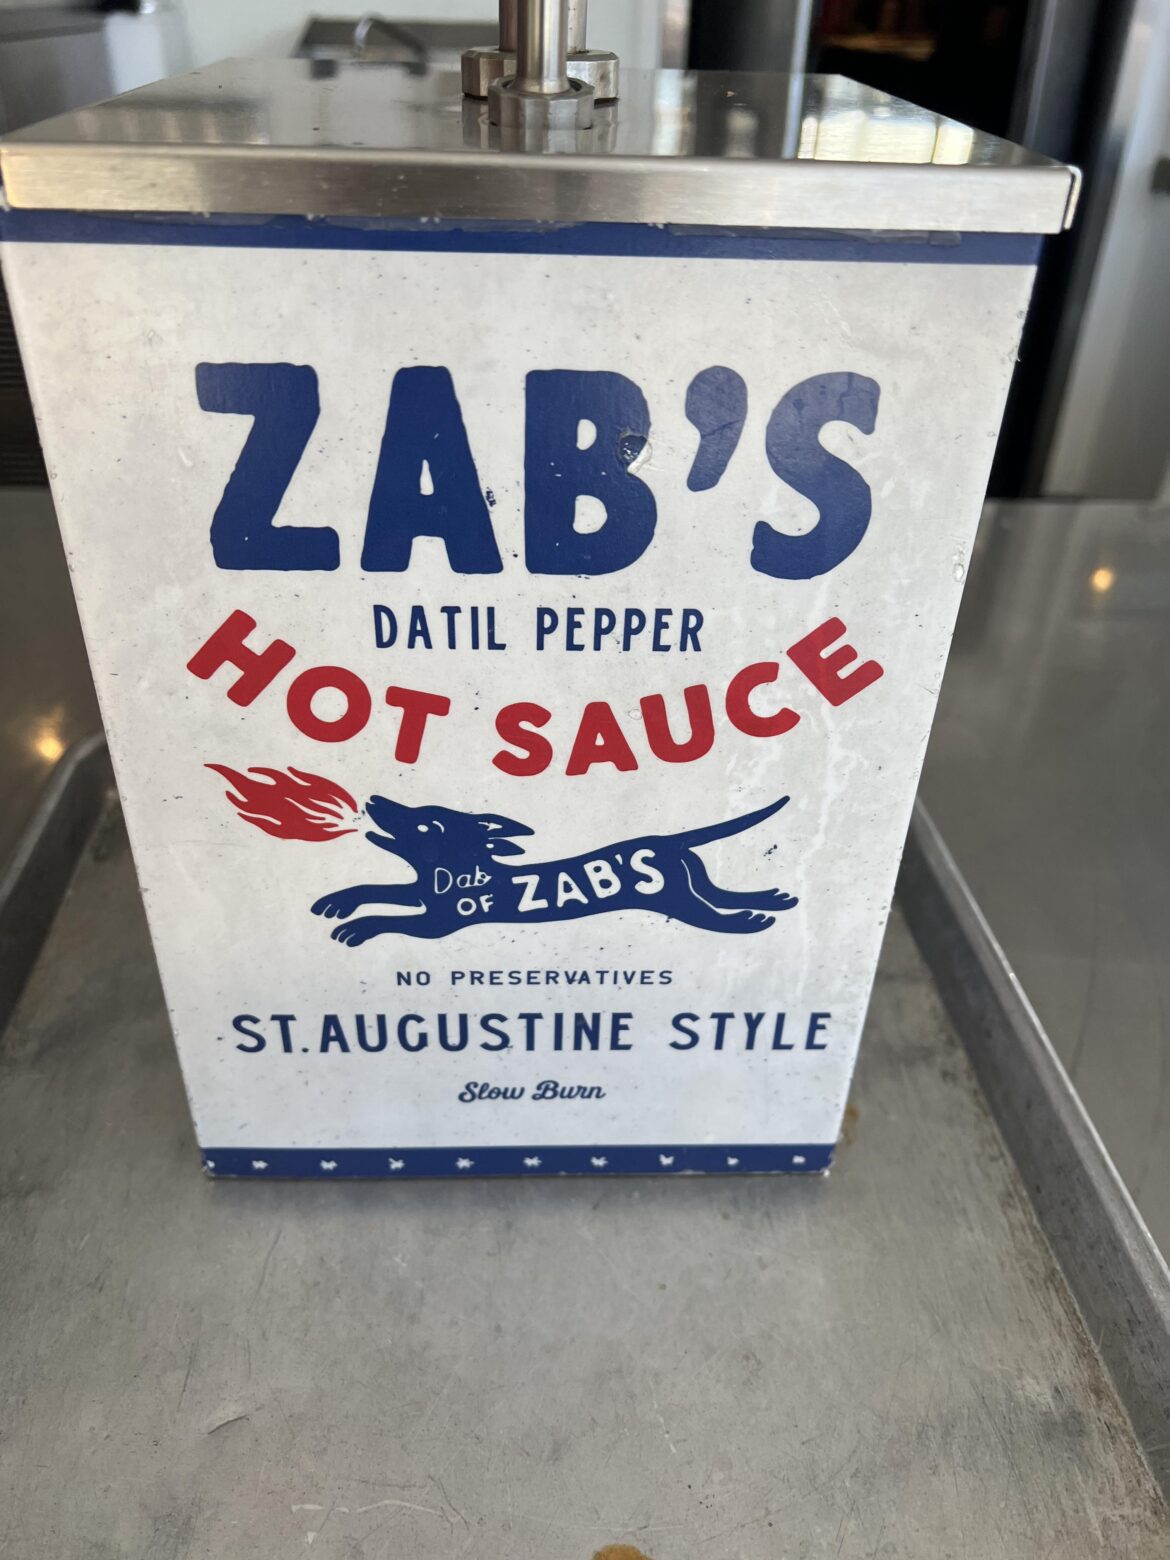 ZAB'S
DATIL PEPPER
HOT SAUCE
Dab
OF ZAB'S
NO PRESERVATIVES
ST. AUGUSTINE STYLE
Slow Burn